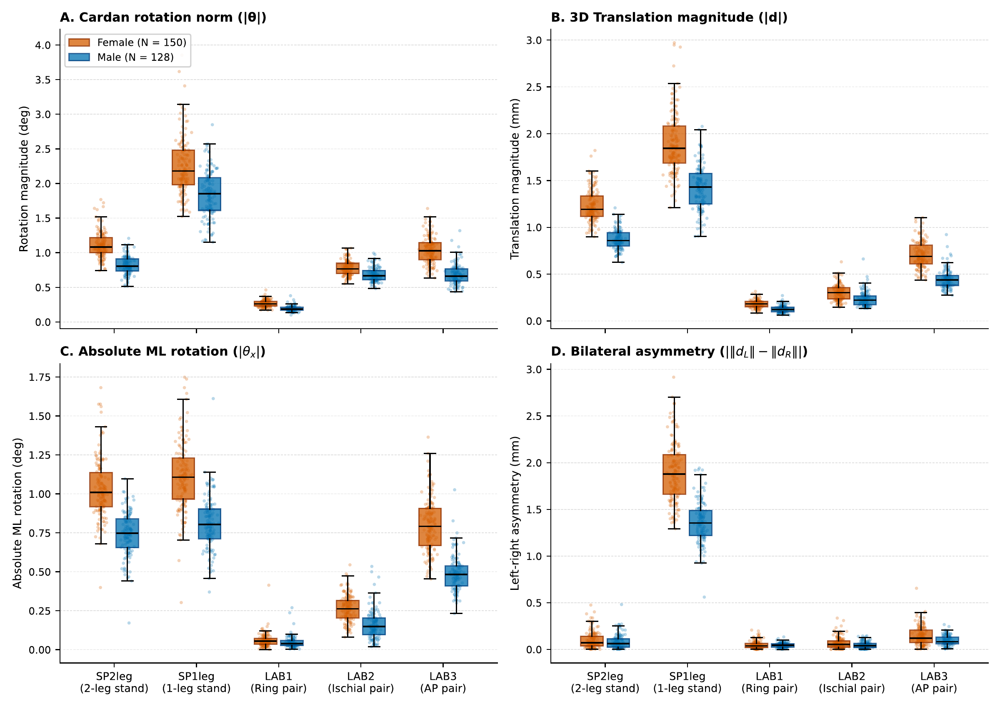 A. Cardan rotation norm (|θ|)
Female (N = 150)
Male (N = 128)
Rotation magnitude (deg)
4.0
3.5
3.0
2.5
2.0
1.5
1.0
0.5
0.0
B. 3D Translation magnitude (|d|)
Translation magnitude (mm)
3.0
2.5
2.0
1.5
1.0
0.5
0.0
C. Absolute ML rotation (|θₓ|)
Absolute ML rotation (deg)
1.75
1.50
1.25
1.00
0.75
0.50
0.25
0.00
SP2leg
(2-leg stand)
SP1leg
(1-leg stand)
LAB1
(Ring pair)
LAB2
(Ischial pair)
LAB3
(AP pair)
D. Bilateral asymmetry (|‖d_L‖ − ‖d_R‖|)
Left-right asymmetry (mm)
3.0
2.5
2.0
1.5
1.0
0.5
0.0
SP2leg
(2-leg stand)
SP1leg
(1-leg stand)
LAB1
(Ring pair)
LAB2
(Ischial pair)
LAB3
(AP pair)